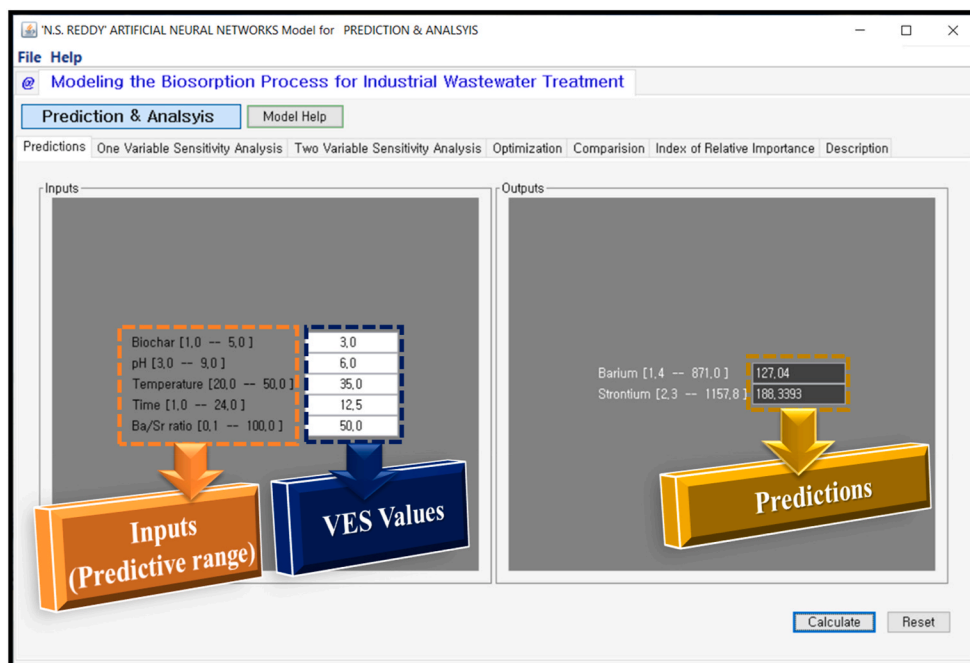 'N.S. REDDY' ARTIFICIAL NEURAL NETWORKS Model for PREDICTION & ANALSYIS
File Help
@ Modeling the Biosorption Process for Industrial Wastewater Treatment
Prediction & Analsyis Model Help
Predictions One Variable Sensitivity Analysis Two Variable Sensitivity Analysis Optimization Comparision Index of Relative Importance Description
Inputs
Outputs
Biochar [1,0 -- 5,0 ] 3,0
pH [3,0 -- 9,0 ] 6,0
Temperature [20,0 -- 50,0 ] 35,0
Time [1,0 -- 24,0 ] 12,5
Ba/Sr ratio [0,1 -- 100,0 ] 50,0
Barium [1,4 -- 871,0 ] 127,04
Strontium [2,3 -- 1157,8 ] 188,3393
Inputs
(Predictive range)
VES Values
Predictions
Calculate Reset